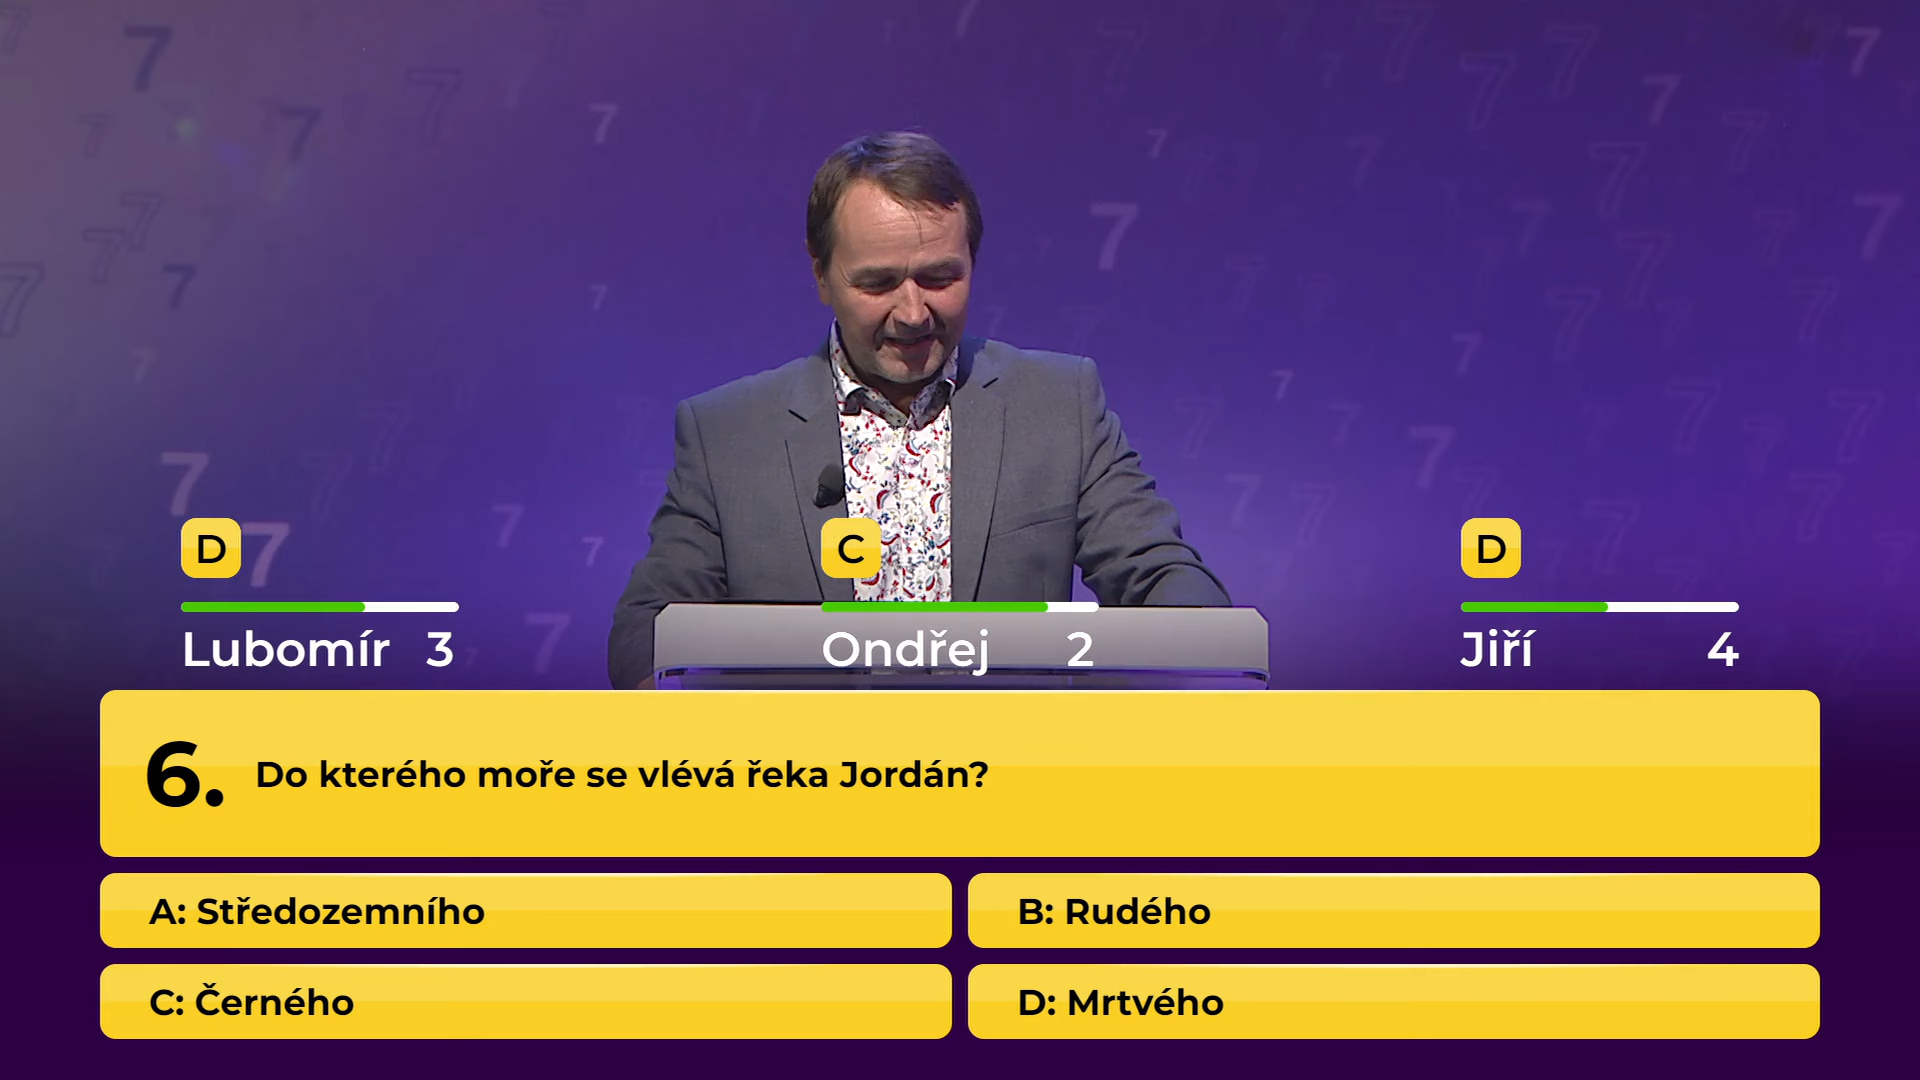 D
C
D
Lubomír 3
Ondřej 2
Jiří 4
6. Do kterého moře se vlévá řeka Jordán?
A: Středozemního
B: Rudého
C: Černého
D: Mrtvého